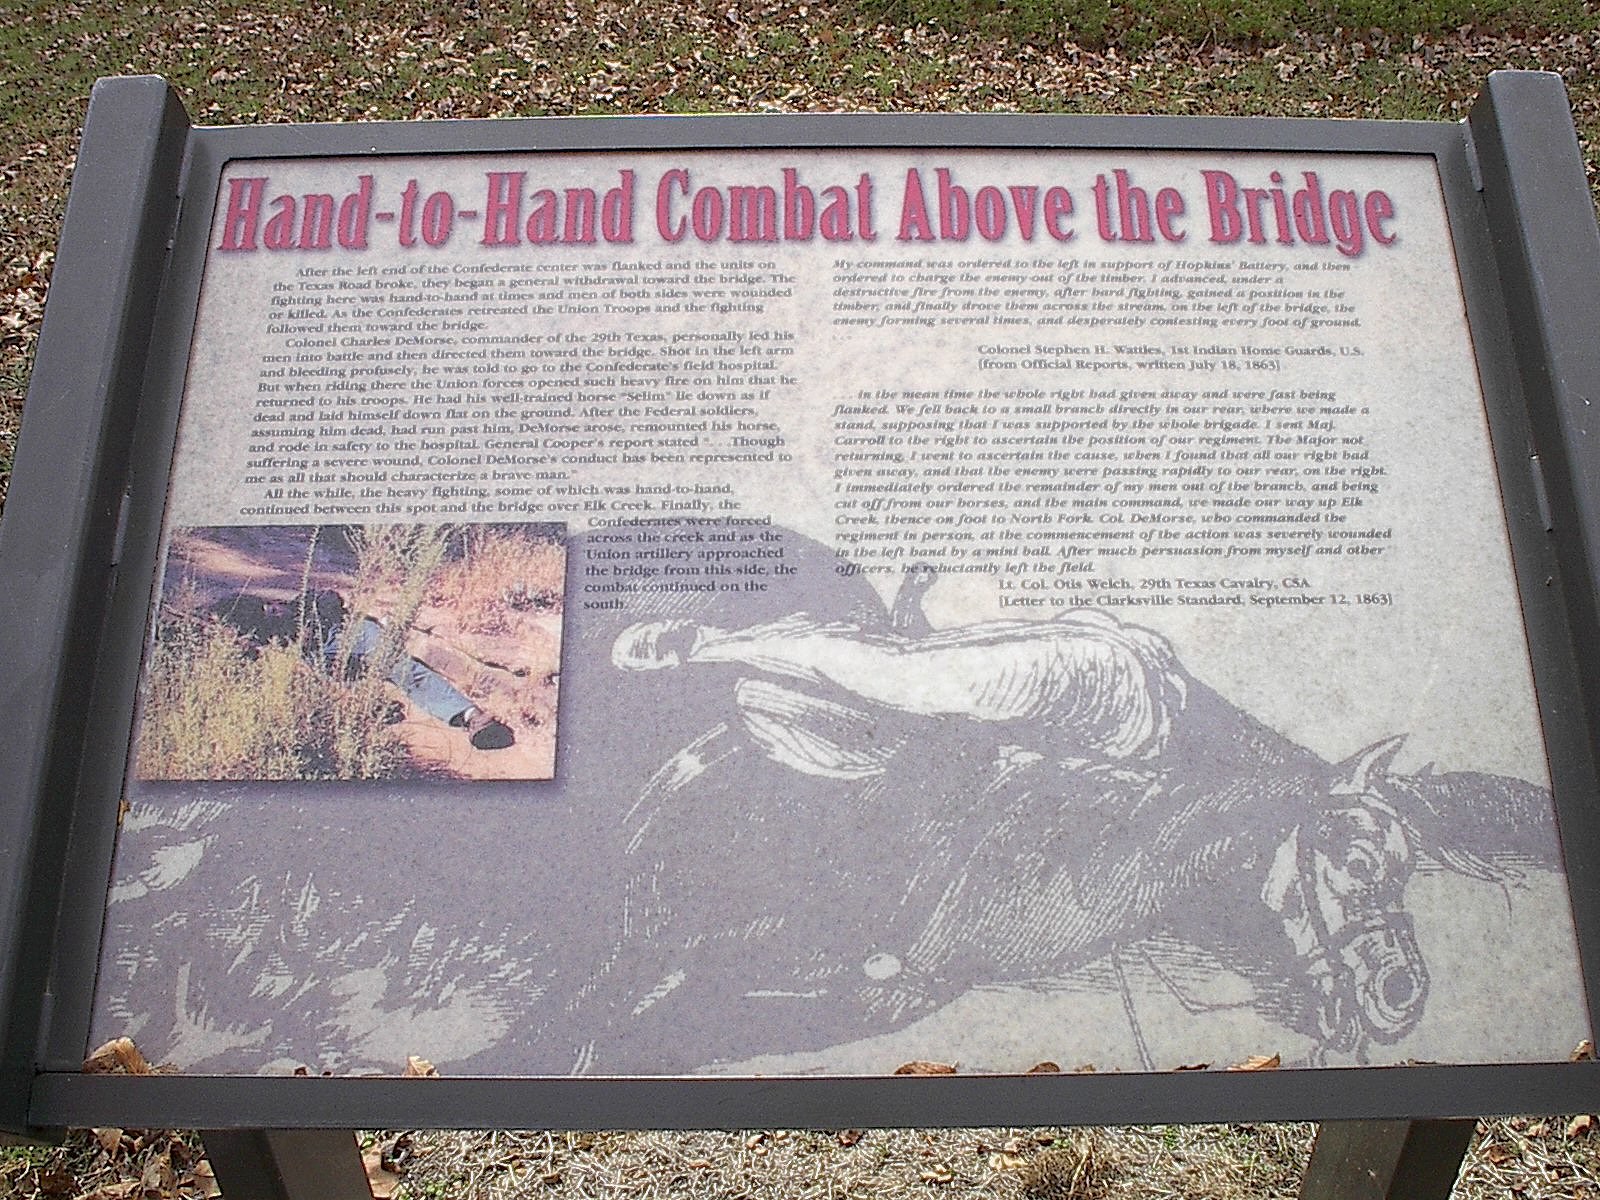 Hand-to-Hand Combat Above the Bridge
After the left end of the Confederate center was flanked and the units on
the Texas Road broke, they began a general withdrawal toward the bridge. The
fighting here was hand-to-hand at times and men of both sides were wounded
or killed. As the Confederates retreated the Union Troops and the fighting
followed them toward the bridge.
Colonel Charles DeMorse, commander of the 29th Texas, personally led his
men into battle and then directed them toward the bridge. Shot in the left arm
and bleeding profusely, he was told to go to the Confederate's field hospital.
But when riding there the Union forces opened such heavy fire on him that he
returned to his troops. He had his well-trained horse "Selim" lie down as if
dead and laid himself down flat on the ground. After the Federal soldiers,
assuming him dead, had run past him, DeMorse arose, remounted his horse,
and rode in safety to the hospital. General Cooper's report stated ". . .Though
suffering a severe wound, Colonel DeMorse's conduct has been represented to
me as all that should characterize a brave man."
All the while, the heavy fighting, some of which was hand-to-hand,
continued between this spot and the bridge over Elk Creek. Finally, the
Confederates were forced
across the creek and as the
Union artillery approached
the bridge from this side, the
combat continued on the
south.
My command was ordered to the left in support of Hopkins' Battery, and then
ordered to charge the enemy out of the timber. I advanced, under a
destructive fire from the enemy, after hard fighting, gained a position in the
timber, and finally drove them across the stream, on the left of the bridge, the
enemy forming several times, and desperately contesting every foot of ground.
. . .
Colonel Stephen H. Wattles, 1st Indian Home Guards, U.S.
[from Official Reports, written July 18, 1863]
. . . in the mean time the whole right had given away and were fast being
flanked. We fell back to a small branch directly in our rear, where we made a
stand, supposing that I was supported by the whole brigade. I sent Maj.
Carroll to the right to ascertain the position of our regiment. The Major not
returning, I went to ascertain the cause, when I found that all our right had
given away, and that the enemy were passing rapidly to our rear, on the right.
I immediately ordered the remainder of my men out of the branch, and being
cut off from our horses, and the main command, we made our way up Elk
Creek, thence on foot to North Fork. Col. DeMorse, who commanded the
regiment in person, at the commencement of the action was severely wounded
in the left hand by a mini ball. After much persuasion from myself and other
officers, he reluctantly left the field.
Lt. Col. Otis Welch, 29th Texas Cavalry, CSA
[Letter to the Clarksville Standard, September 12, 1863]